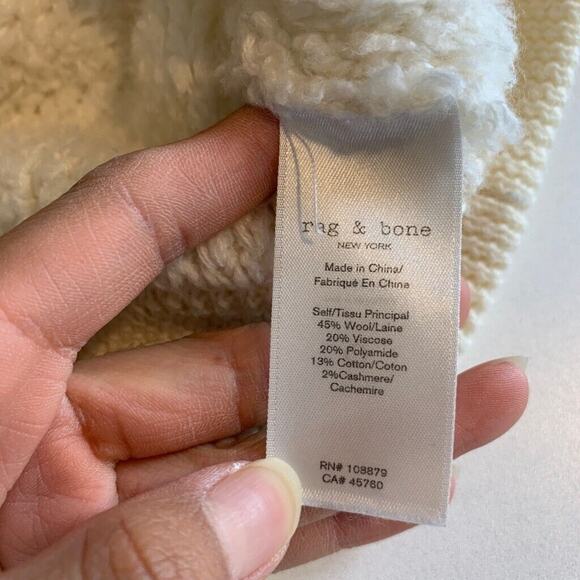 rag & bone
NEW YORK
Made in China/
Fabriqué En China
Self/Tissu Principal
45% Wool/Laine
20% Viscose
20% Polyamide
13% Cotton/Coton
2%Cashmere/
Cachemire
RN# 108879
CA# 45760